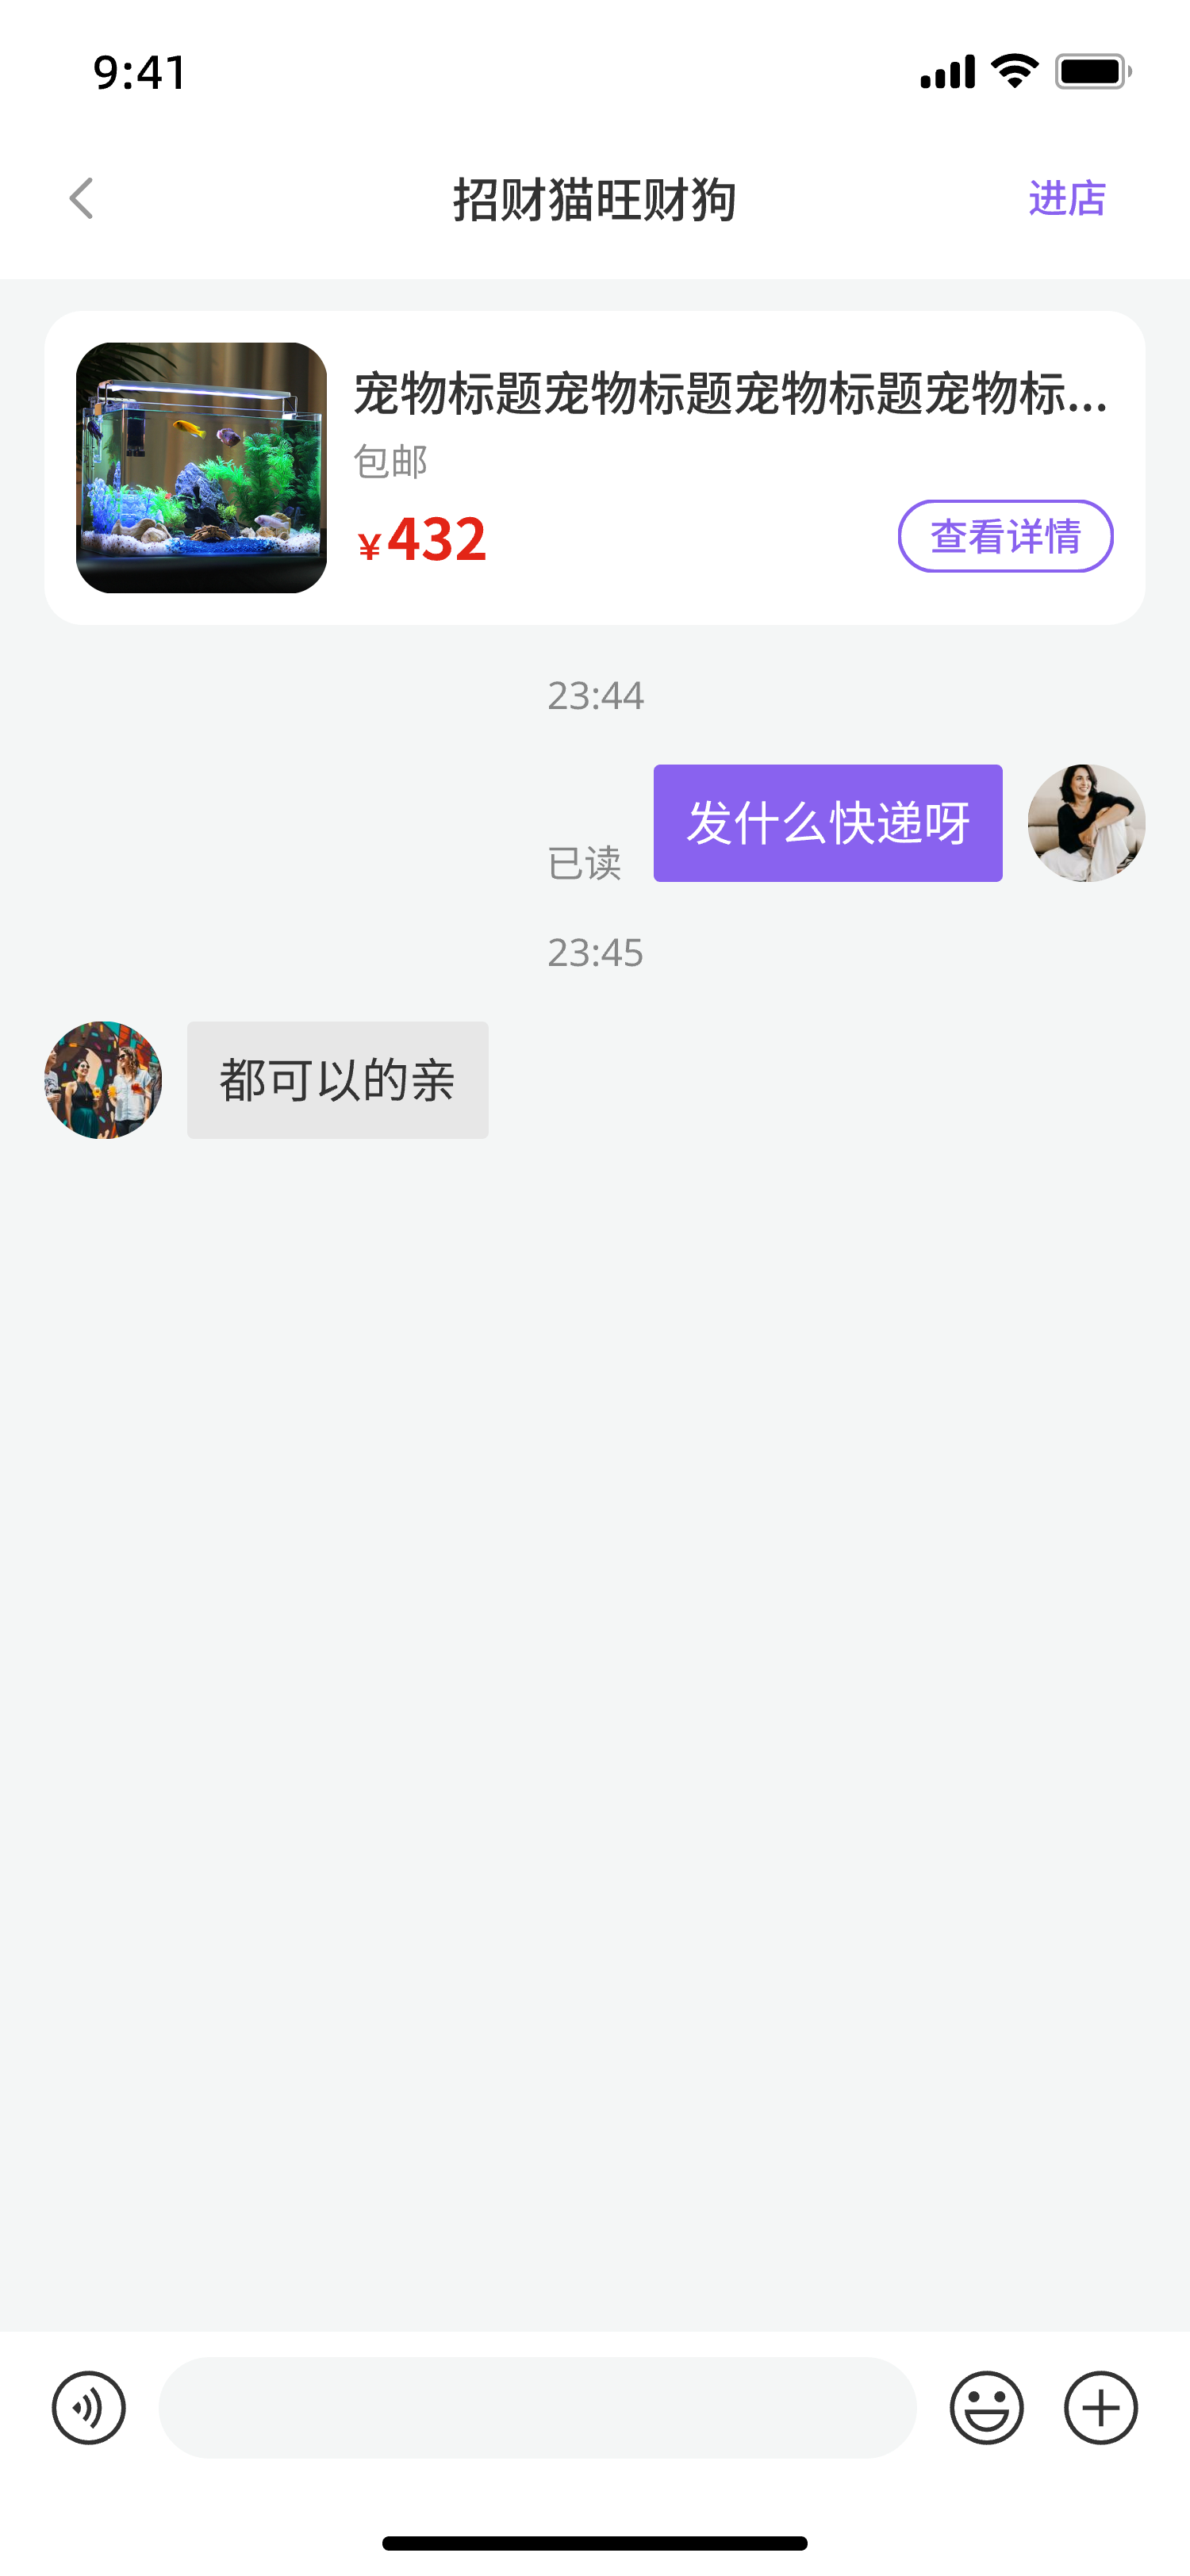 9:41
招财猫旺财狗
进店
宠物标题宠物标题宠物标题宠物标...
包邮
¥432
查看详情
23:44
发什么快递呀
已读
23:45
都可以的亲